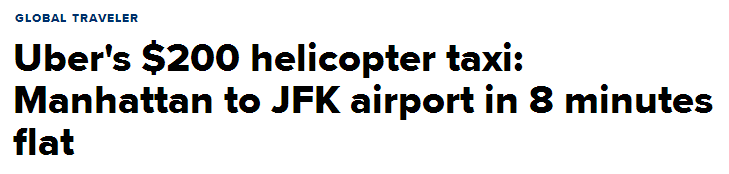 GLOBAL TRAVELER
Uber's $200 helicopter taxi:
Manhattan to JFK airport in 8 minutes
flat